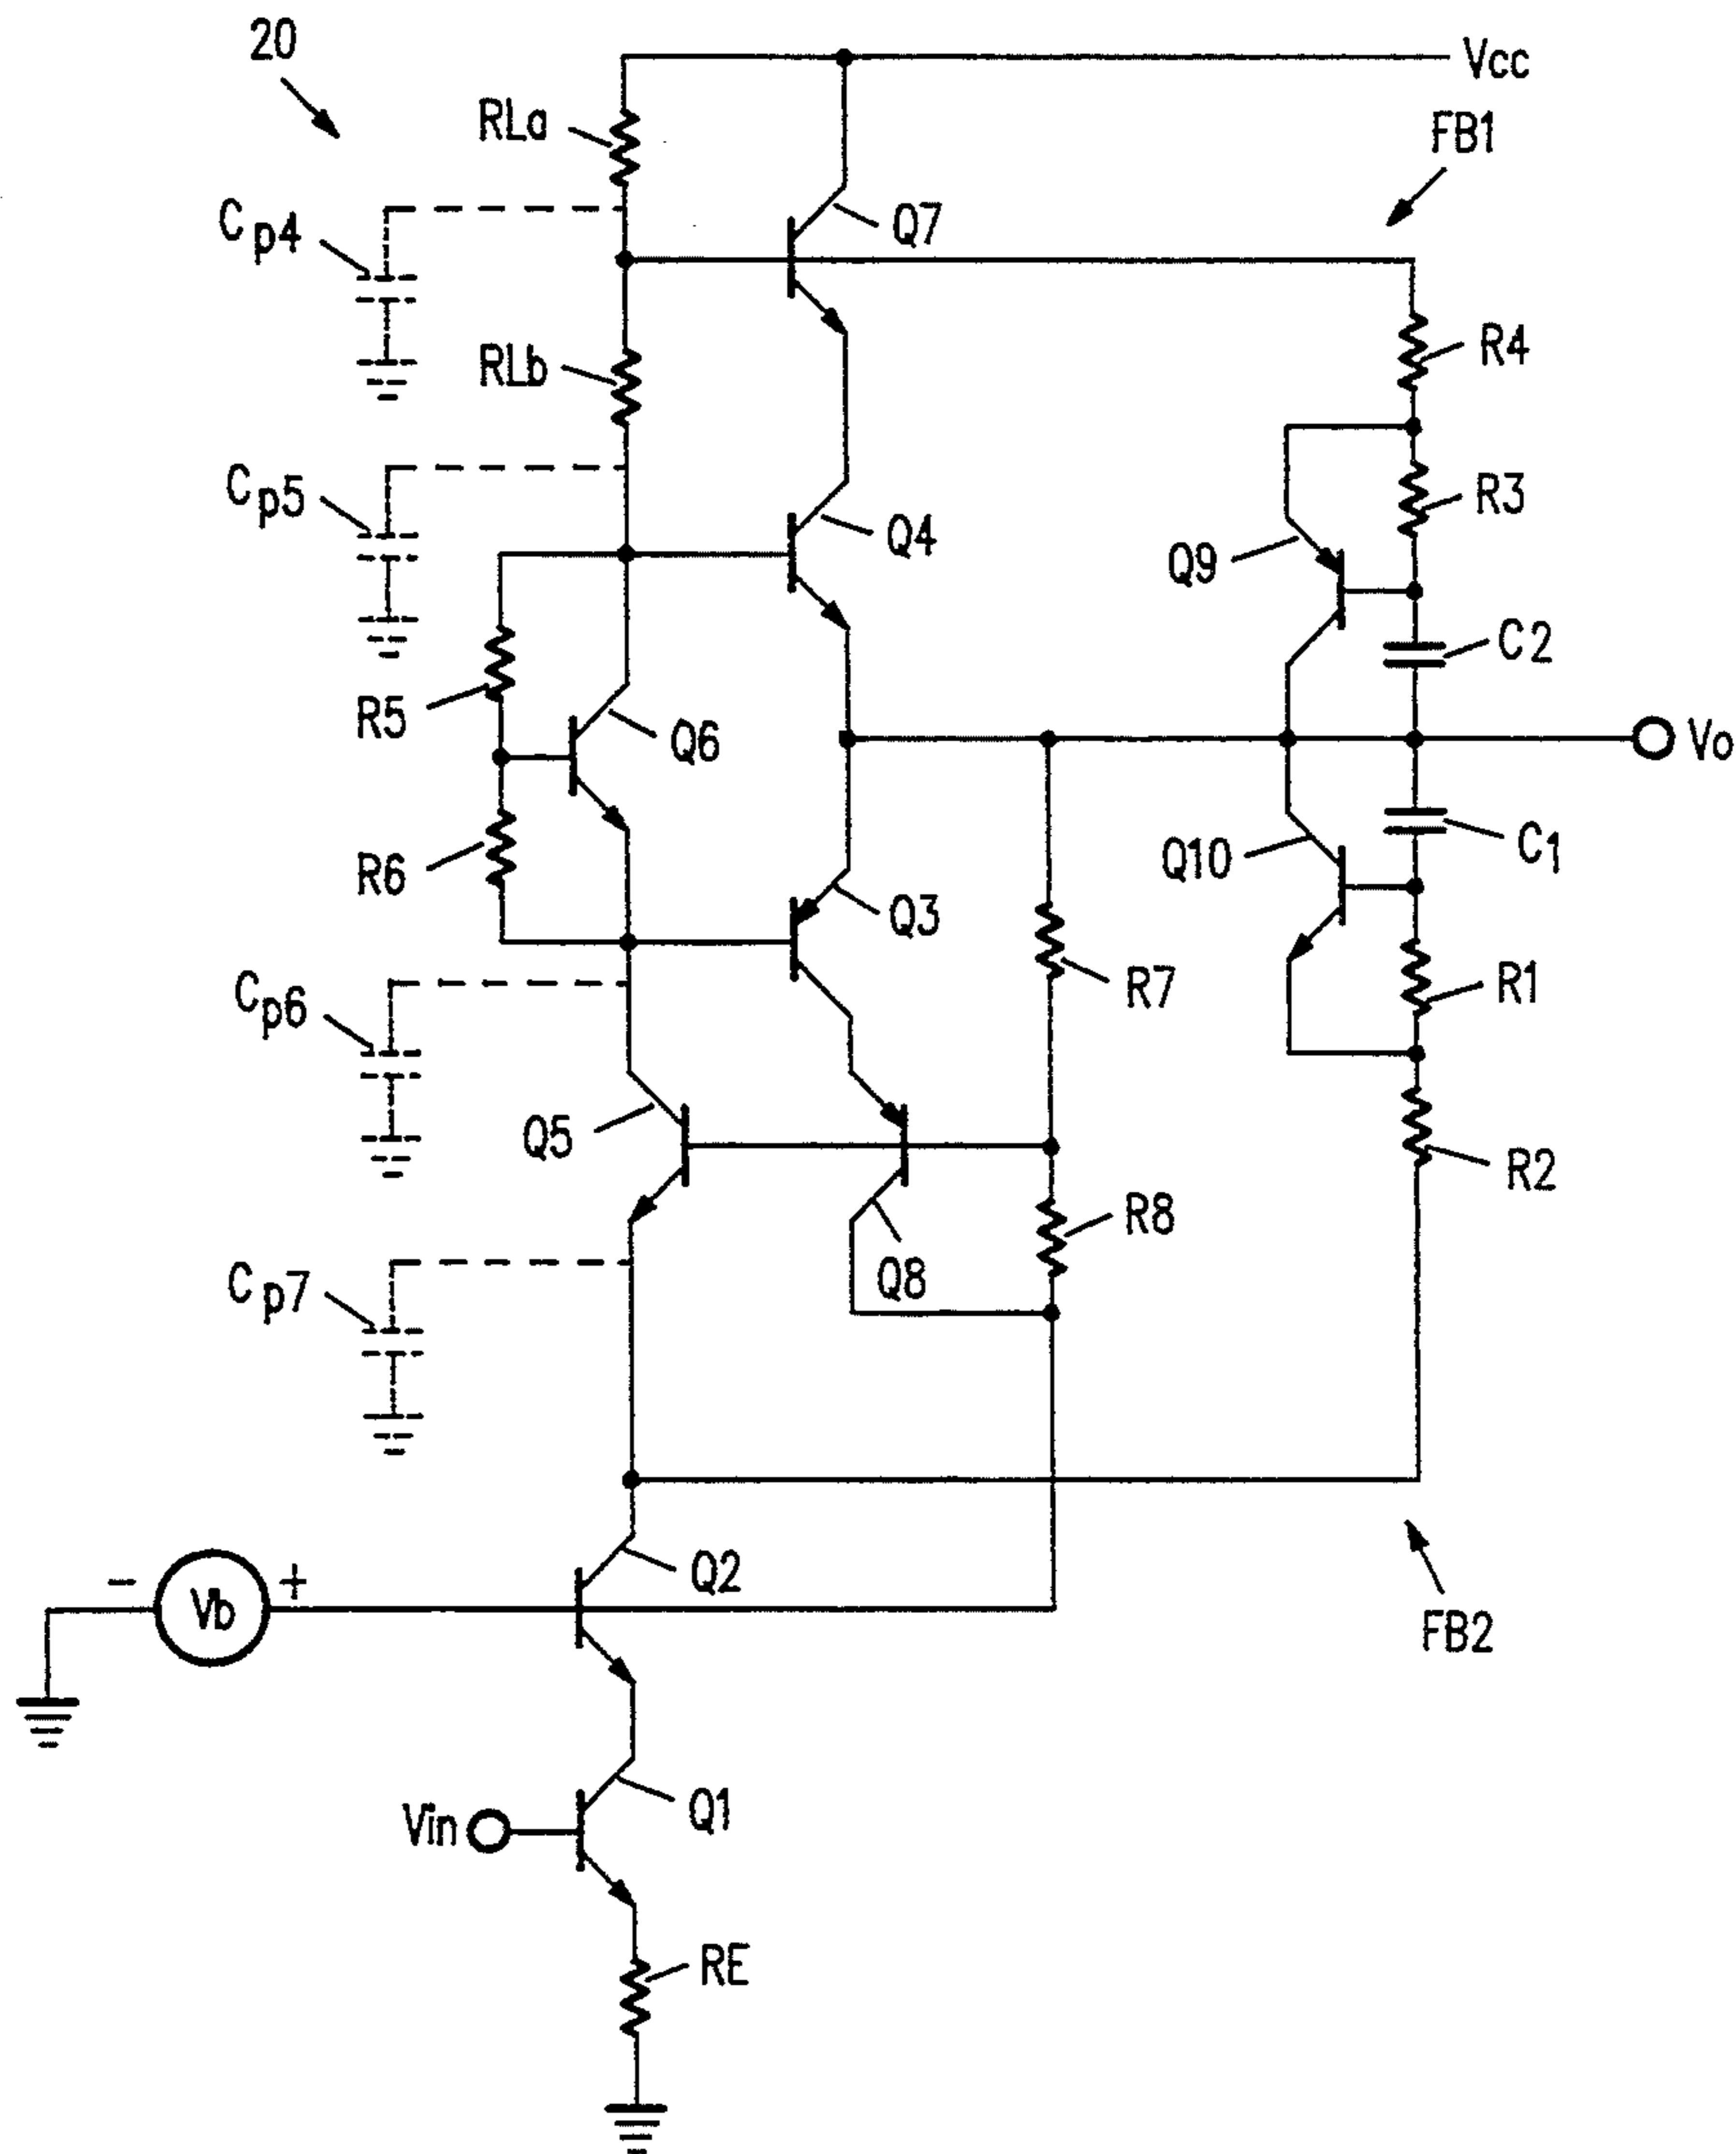 20
Vcc
RLa
FB1
Cp4
Q7
R4
RLb
R3
Cp5
Q4
Q9
C2
R5
Q6
Vo
R6
Q10
C1
Q3
R7
R1
Cp6
Q5
R2
R8
Q8
Cp7
Q2
- Vb +
FB2
Vin
Q1
RE